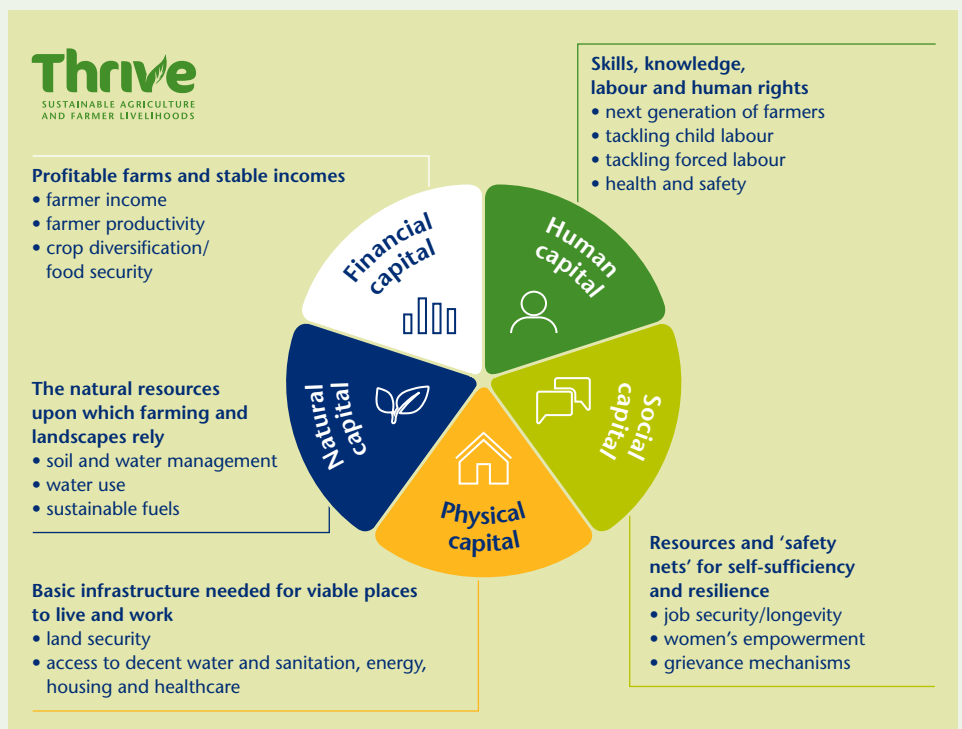 Thrive
SUSTAINABLE AGRICULTURE
AND FARMER LIVELIHOODS
Skills, knowledge,
labour and human rights
• next generation of farmers
• tackling child labour
• tackling forced labour
• health and safety
Profitable farms and stable incomes
• farmer income
• farmer productivity
• crop diversification/
food security
Financial
capital
Human
capital
The natural resources
upon which farming and
landscapes rely
• soil and water management
• water use
• sustainable fuels
Natural
capital
Social
capital
Physical
capital
Resources and ‘safety
nets’ for self-sufficiency
and resilience
• job security/longevity
• women’s empowerment
• grievance mechanisms
Basic infrastructure needed for viable places
to live and work
• land security
• access to decent water and sanitation, energy,
housing and healthcare